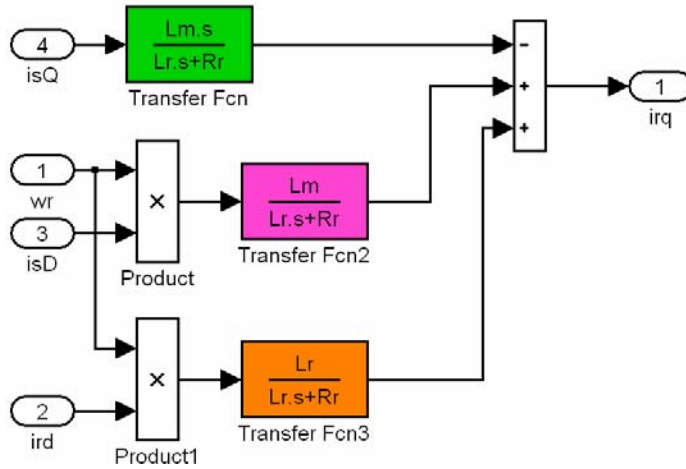 4
isQ
Lm.s
Lr.s+Rr
Transfer Fcn
-
+
+
1
irq
1
wr
3
isD
×
Product
Lm
Lr.s+Rr
Transfer Fcn2
2
ird
×
Product1
Lr
Lr.s+Rr
Transfer Fcn3